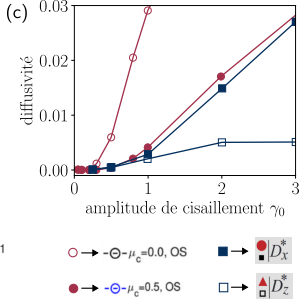 (c)
0.03
0.02
0.01
0.00
diffusivité
0 1 2 3
amplitude de cisaillement γ₀
1
-Θ- μc=0.0, OS
|D*x
-Θ- μc=0.5, OS
|D*z